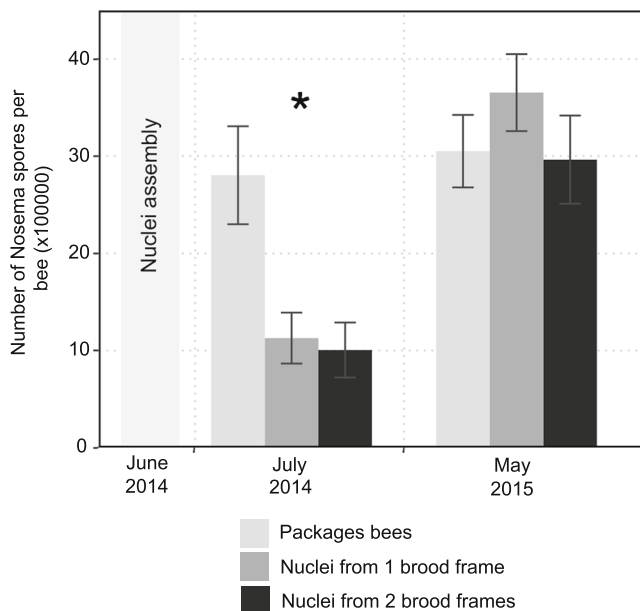 Number of Nosema spores per
bee (x100000)
40
30
20
10
0
Nuclei assembly
*
June
2014
July
2014
May
2015
Packages bees
Nuclei from 1 brood frame
Nuclei from 2 brood frames